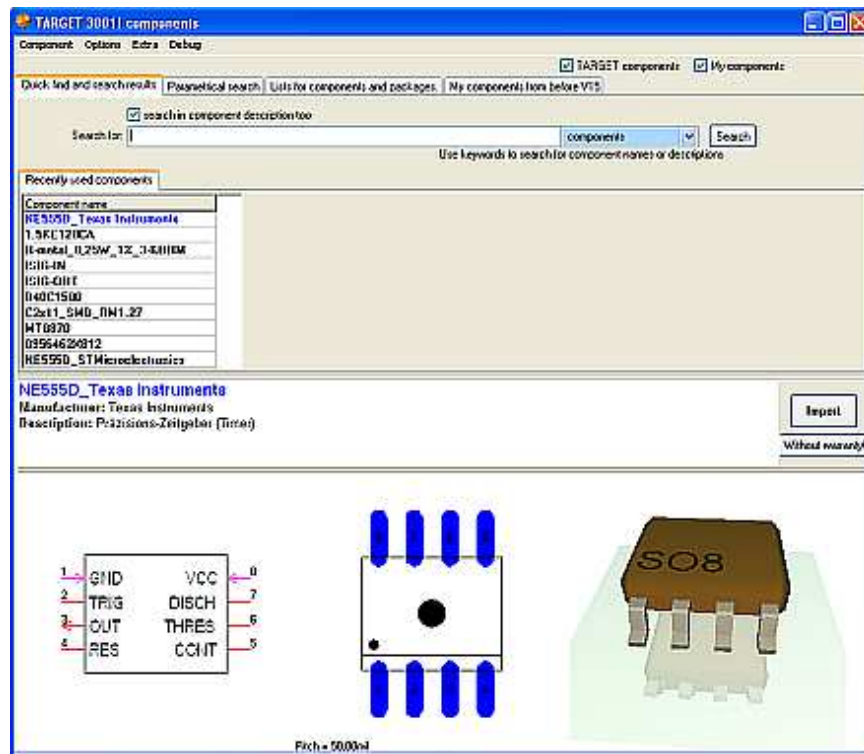 TARGET 3001! components
Component Options Extra Debug
TARGET components My components
Quick find and search results Parametrical search Lists for components and packages. My components from before V15
search in component description too
Search for: components Search
Use keywords to search for component names or descriptions
Recently used components
Component name
NE555D_Texas Instruments
1.5KE120CA
ISIG-IN
ISIG-OUT
B40C1500
C2x11_SMD_RM1.27
MT8870
NE555D_STMicroelectronics
NE555D_Texas Instruments
Manufacturer: Texas Instruments
Description: Präzisions-Zeitgeber (Timer)
Import
Without warranty!
1 GND VCC 8
2 TRIG DISCH 7
3 OUT THRES 6
4 RES CONT 5
SO8
Pitch = 50.00mil